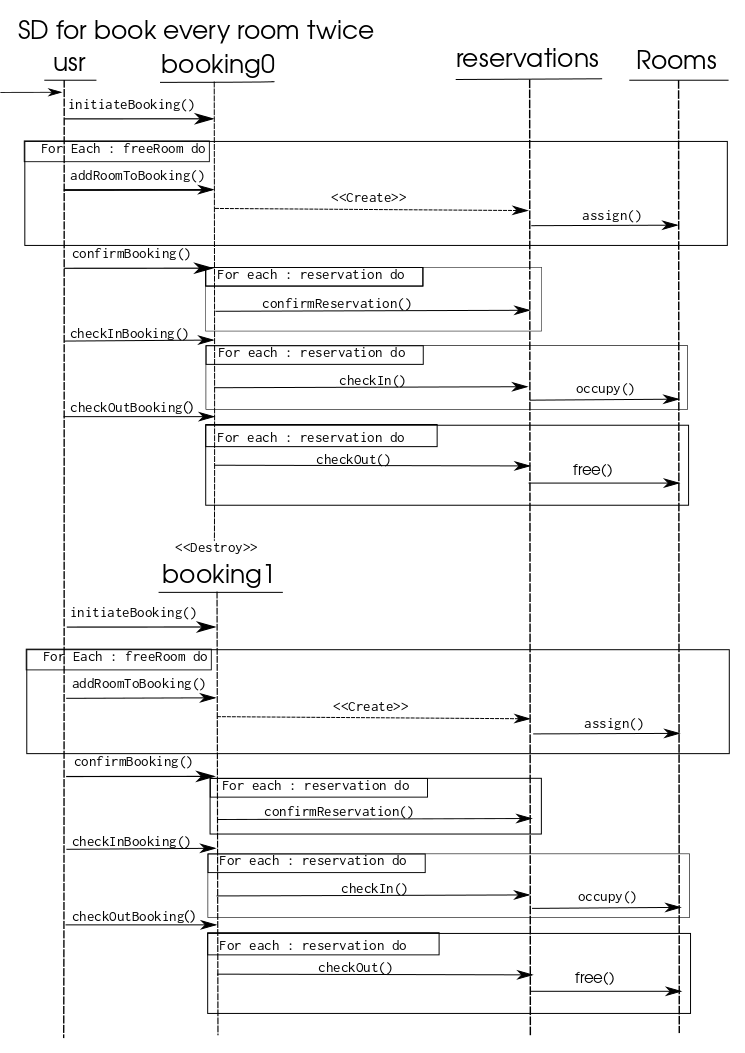 SD for book every room twice
usr
booking0
reservations
Rooms
initiateBooking()
For Each : freeRoom do
addRoomToBooking()
<<Create>>
assign()
confirmBooking()
For each : reservation do
confirmReservation()
checkInBooking()
For each : reservation do
checkIn()
occupy()
checkOutBooking()
For each : reservation do
checkOut()
free()
<<Destroy>>
booking1
initiateBooking()
For Each : freeRoom do
addRoomToBooking()
<<Create>>
assign()
confirmBooking()
For each : reservation do
confirmReservation()
checkInBooking()
For each : reservation do
checkIn()
occupy()
checkOutBooking()
For each : reservation do
checkOut()
free()